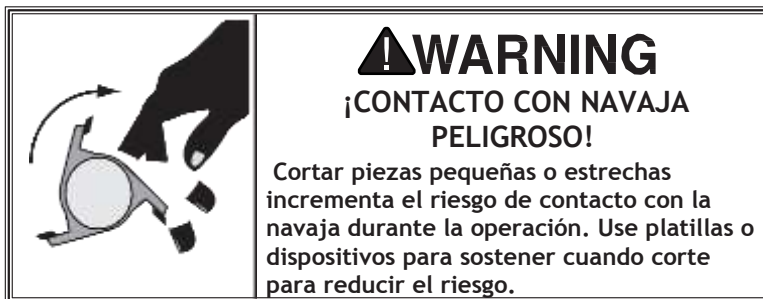 WARNING
¡CONTACTO CON NAVAJA
PELIGROSO!
Cortar piezas pequeñas o estrechas
incrementa el riesgo de contacto con la
navaja durante la operación. Use platillas o
dispositivos para sostener cuando corte
para reducir el riesgo.